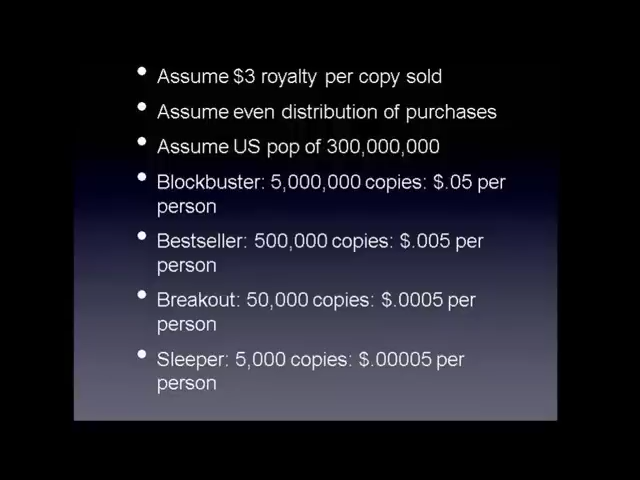 • Assume $3 royalty per copy sold
• Assume even distribution of purchases
• Assume US pop of 300,000,000
• Blockbuster: 5,000,000 copies: $.05 per
person
• Bestseller: 500,000 copies: $.005 per
person
• Breakout: 50,000 copies: $.0005 per
person
• Sleeper: 5,000 copies: $.00005 per
person